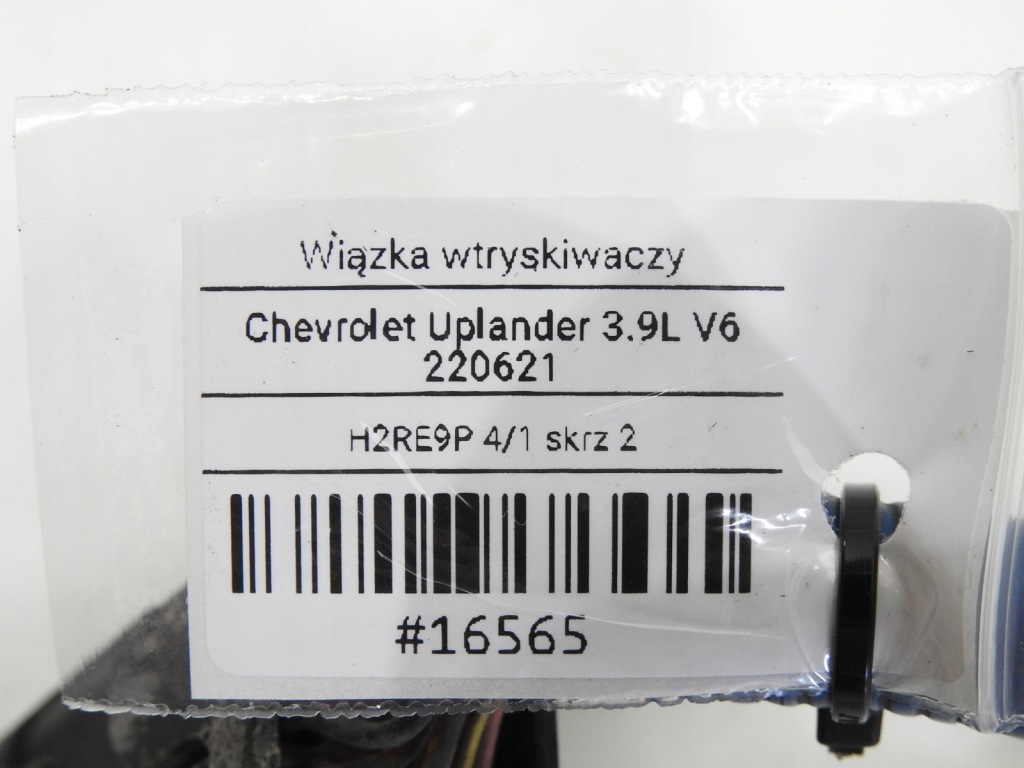 Wiązka wtryskiwaczy
Chevrolet Uplander 3.9L V6
220621
H2RE9P 4/1 skrz 2
#16565